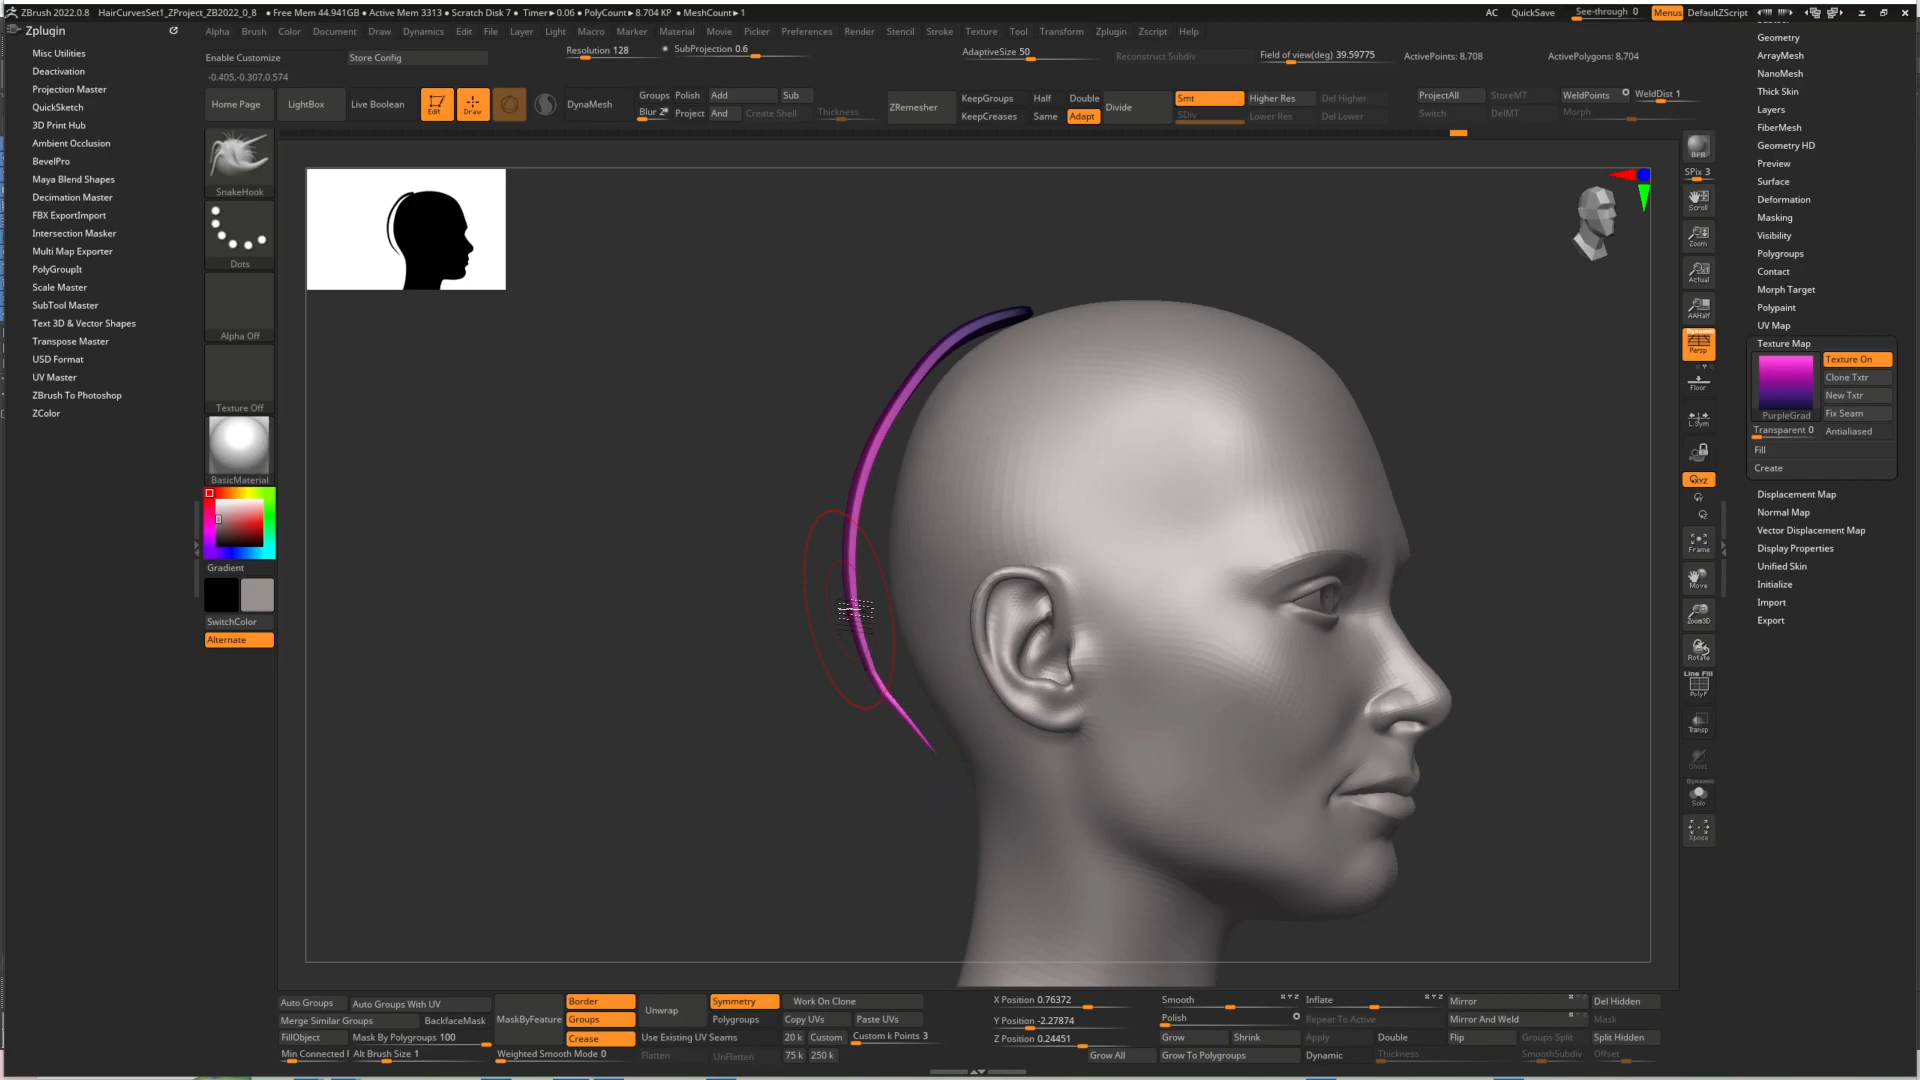 ZBrush 2022.0.8 HairCurvesSet1_ZProject_ZB2022_0_8 • Free Mem 44.941GB • Active Mem 3313 • Scratch Disk 7 • Timer▸0.06 • PolyCount▸8.704 KP • MeshCount▸1 AC QuickSave See-through 0 Menus DefaultZScript
Zplugin
Alpha Brush Color Document Draw Dynamics Edit File Layer Light Macro Marker Material Movie Picker Preferences Render Stencil Stroke Texture Tool Transform Zplugin Zscript Help
Misc Utilities
Deactivation
Projection Master
QuickSketch
3D Print Hub
Ambient Occlusion
BevelPro
Maya Blend Shapes
Decimation Master
FBX ExportImport
Intersection Masker
Multi Map Exporter
PolyGroupIt
Scale Master
SubTool Master
Text 3D & Vector Shapes
Transpose Master
USD Format
UV Master
ZBrush To Photoshop
ZColor
Enable Customize Store Config
-0.405,-0.307,0.574
Resolution 128 SubProjection 0.6 AdaptiveSize 50 Reconstruct Subdiv Field of view(deg) 39.59775 ActivePoints: 8,708 ActivePolygons: 8,704
Home Page LightBox Live Boolean Edit Draw DynaMesh
Groups Polish Add Sub
Blur 2 Project And Create Shell Thickness
ZRemesher
KeepGroups Half Double
KeepCreases Same Adapt
Divide
Smt Higher Res Del Higher
SDiv Lower Res Del Lower
ProjectAll StoreMT WeldPoints WeldDist 1
Switch DelMT Morph
SnakeHook
Dots
Alpha Off
Texture Off
BasicMaterial
Gradient
SwitchColor
Alternate
BPR
SPix 3
Scroll
Zoom
Actual
AAHalf
Dynamic
Persp
Floor
L.Sym
XYZ
Frame
Move
Zoom3D
Rotate
Line Fill
PolyF
Transp
Ghost
Dynamic
Solo
Xpose
Geometry
ArrayMesh
NanoMesh
Thick Skin
Layers
FiberMesh
Geometry HD
Preview
Surface
Deformation
Masking
Visibility
Polygroups
Contact
Morph Target
Polypaint
UV Map
Texture Map
Texture On
Clone Txtr
New Txtr
PurpleGrad Fix Seam
Transparent 0 Antialiased
Fill
Create
Displacement Map
Normal Map
Vector Displacement Map
Display Properties
Unified Skin
Initialize
Import
Export
Auto Groups Auto Groups With UV
Merge Similar Groups BackfaceMask
FillObject Mask By Polygroups 100
Min Connected Alt Brush Size 1
MaskByFeature
Border
Groups
Crease
Weighted Smooth Mode 0
Unwrap
Symmetry
Polygroups
Use Existing UV Seams
Flatten UnFlatten
Work On Clone
Copy UVs Paste UVs
20 k Custom Custom k Points 3
75 k 250 k
X Position 0.76372
Y Position -2.27874
Z Position 0.24451
Grow All
Smooth
Polish
Grow Shrink
Grow To Polygroups
Inflate
Repeat To Active
Apply Double
Dynamic Thickness
Mirror
Mirror And Weld
Flip Groups Split
SmoothSubdiv
Del Hidden
Mask
Split Hidden
Offset